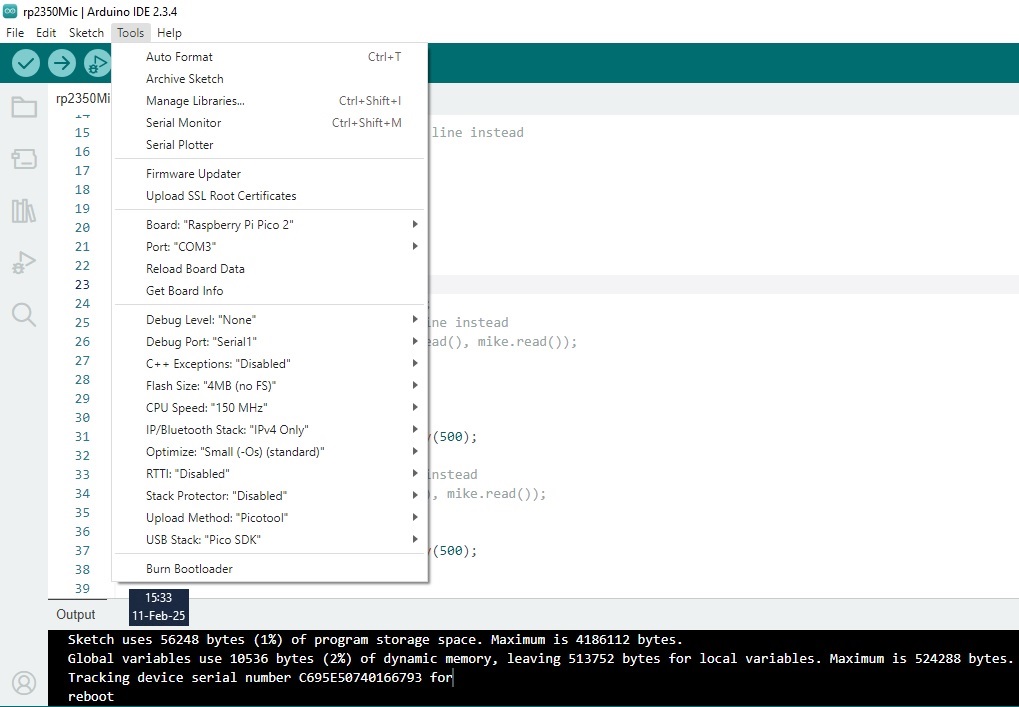 rp2350Mic | Arduino IDE 2.3.4
File Edit Sketch Tools Help
Auto Format Ctrl+T
Archive Sketch
Manage Libraries... Ctrl+Shift+I
Serial Monitor Ctrl+Shift+M
Serial Plotter
Firmware Updater
Upload SSL Root Certificates
Board: "Raspberry Pi Pico 2"
Port: "COM3"
Reload Board Data
Get Board Info
Debug Level: "None"
Debug Port: "Serial1"
C++ Exceptions: "Disabled"
Flash Size: "4MB (no FS)"
CPU Speed: "150 MHz"
IP/Bluetooth Stack: "IPv4 Only"
Optimize: "Small (-Os) (standard)"
RTTI: "Disabled"
Stack Protector: "Disabled"
Upload Method: "Picotool"
USB Stack: "Pico SDK"
Burn Bootloader
rp2350Mi
14
15 line instead
16
17
18
19
20
21
22
23
24 ;
25 ine instead
26 ead(), mike.read());
27
28
29
30
31 (500);
32
33 instead
34 ), mike.read());
35
36
37 (500);
38
39
15:33
11-Feb-25
Output
Sketch uses 56248 bytes (1%) of program storage space. Maximum is 4186112 bytes.
Global variables use 10536 bytes (2%) of dynamic memory, leaving 513752 bytes for local variables. Maximum is 524288 bytes.
Tracking device serial number C695E50740166793 for
reboot